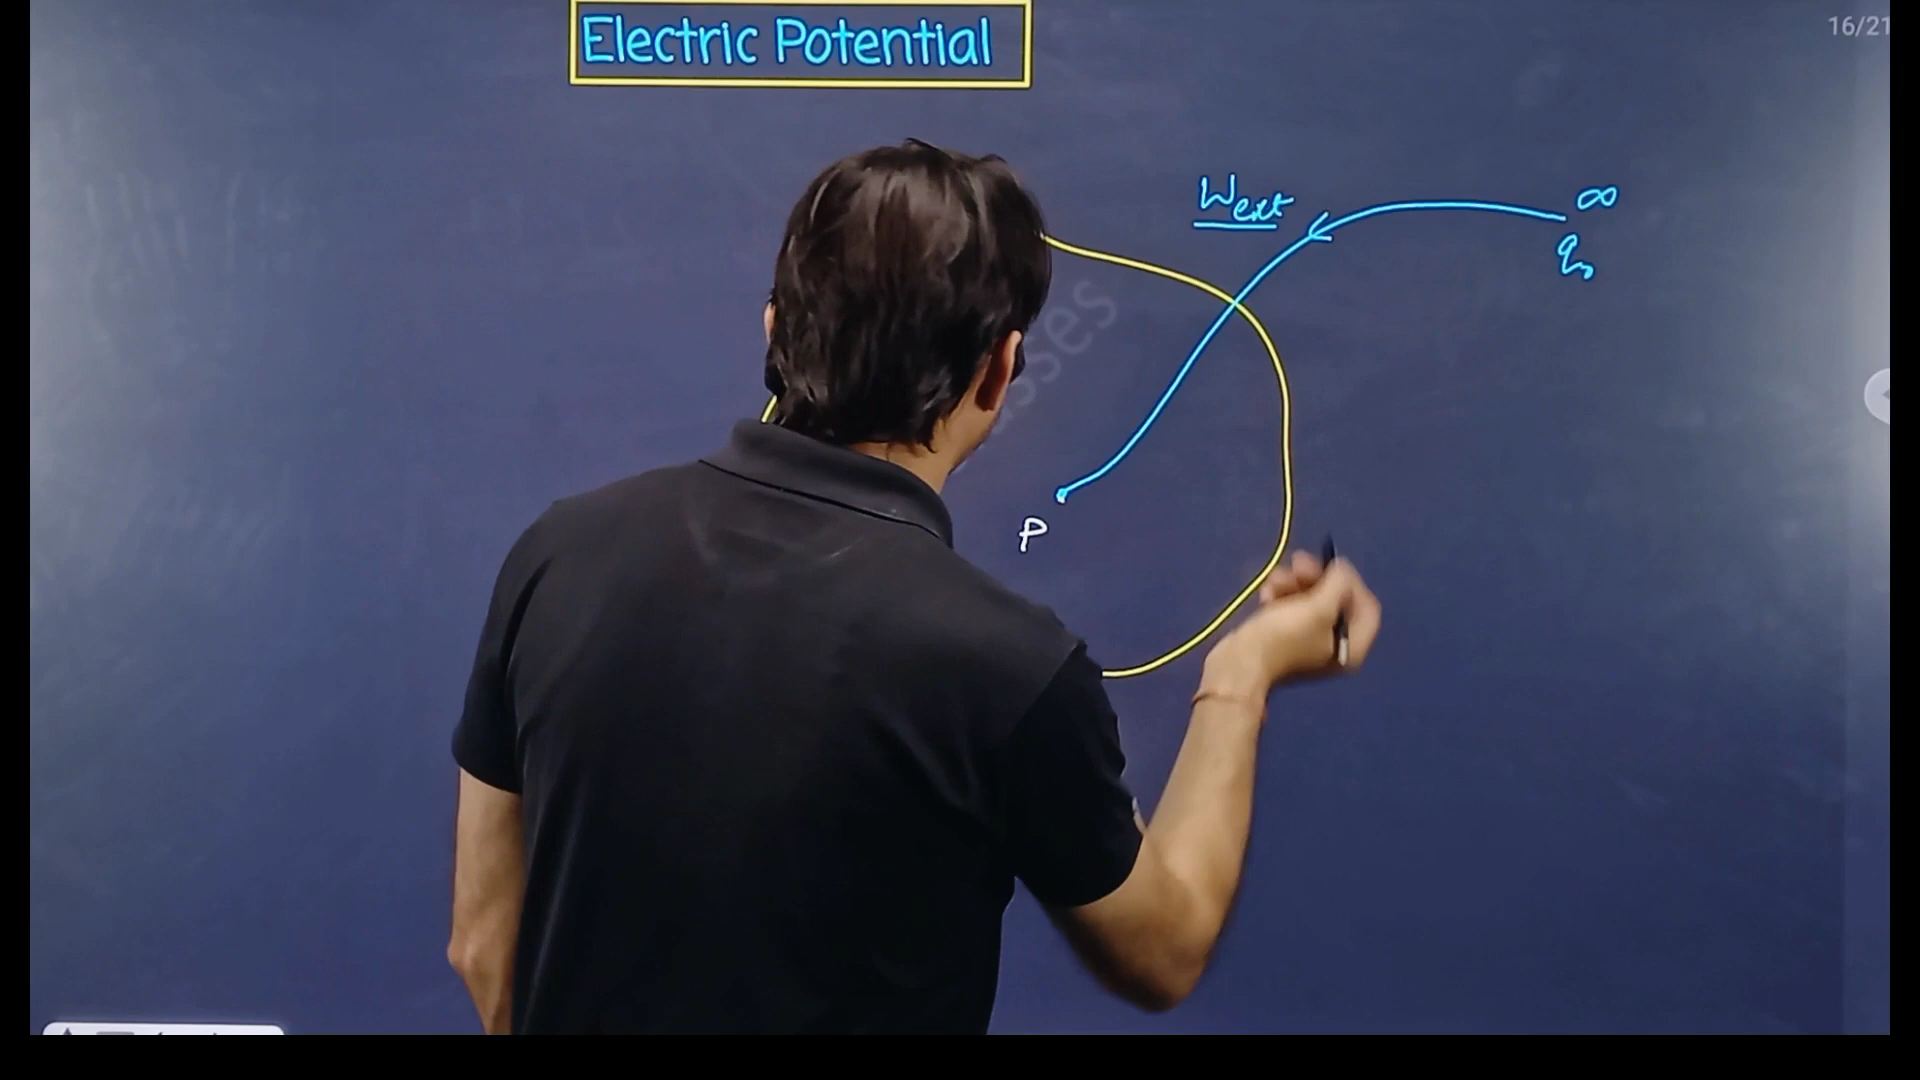 Electric Potential
16/21
Wext
∞
q₀
P